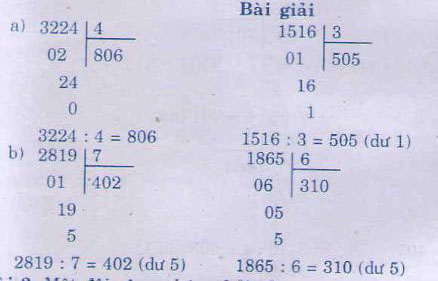 Bài giải
a) 3224 | 4    1516 | 3
02 | 806    01 | 505
24    16
0    1
3224 : 4 = 806    1516 : 3 = 505 (dư 1)
b) 2819 | 7    1865 | 6
01 | 402    06 | 310
19    05
5    5
2819 : 7 = 402 (dư 5)    1865 : 6 = 310 (dư 5)